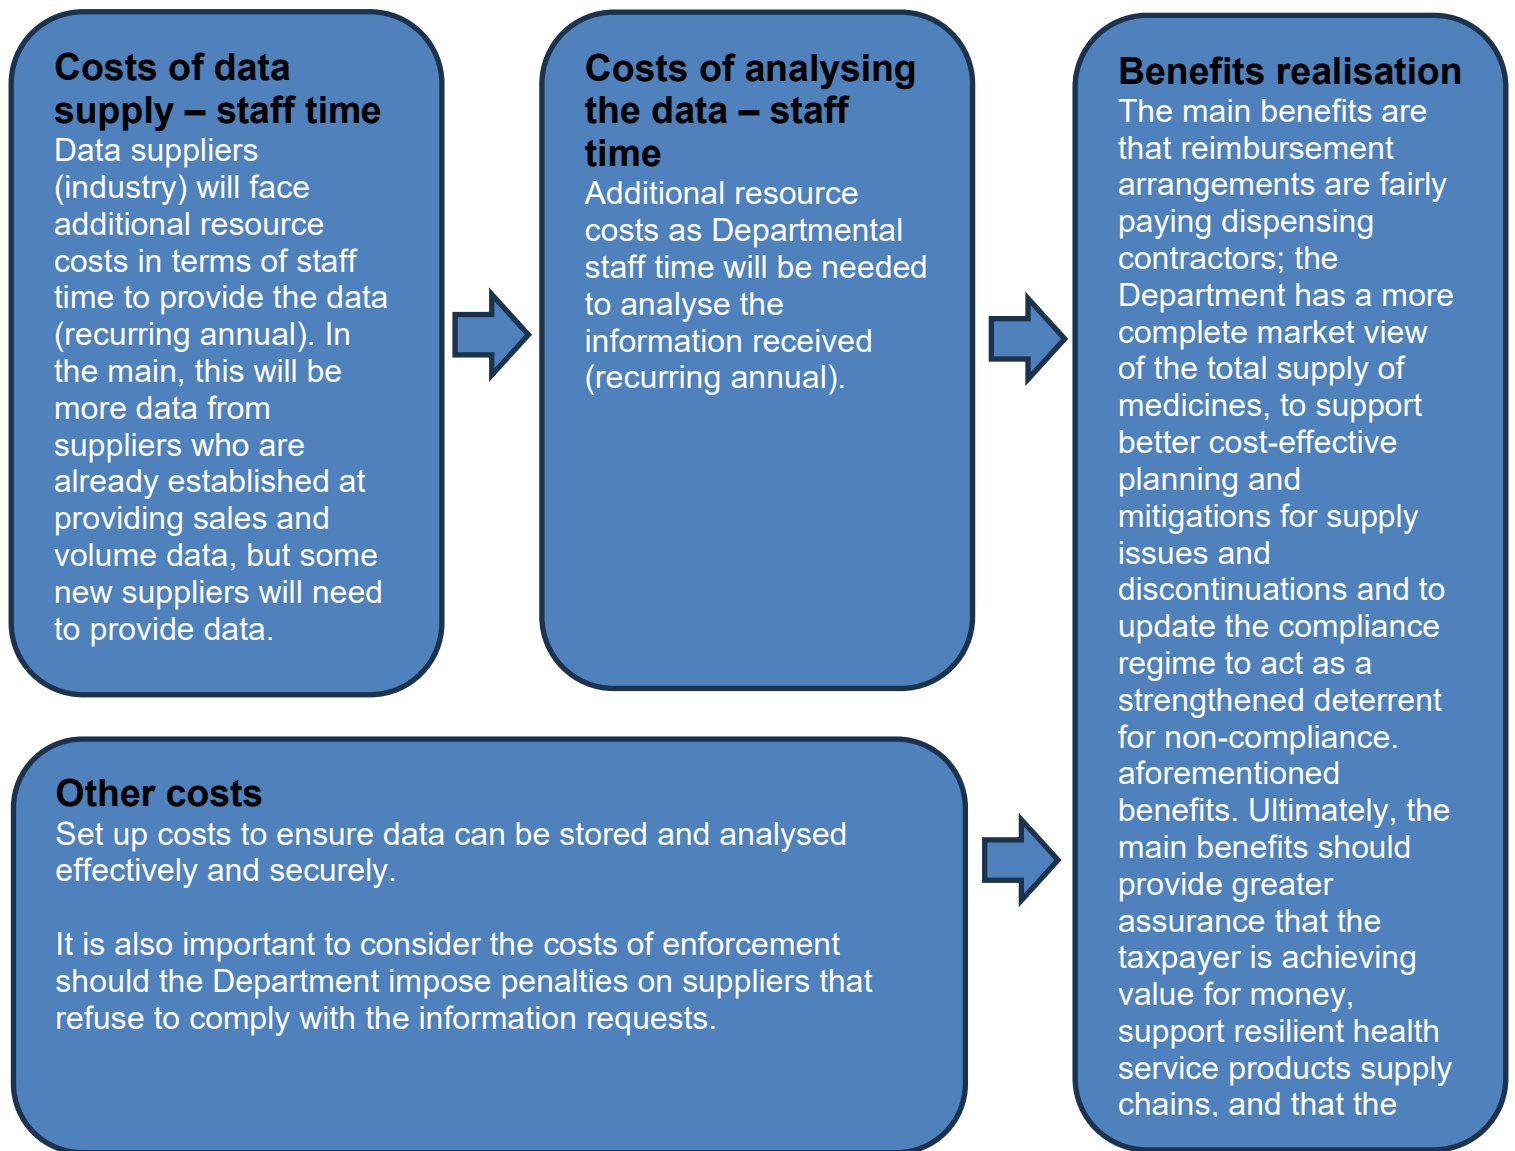 Costs of data
supply – staff time
Data suppliers
(industry) will face
additional resource
costs in terms of staff
time to provide the data
(recurring annual). In
the main, this will be
more data from
suppliers who are
already established at
providing sales and
volume data, but some
new suppliers will need
to provide data.
Costs of analysing
the data – staff
time
Additional resource
costs as Departmental
staff time will be needed
to analyse the
information received
(recurring annual).
Benefits realisation
The main benefits are
that reimbursement
arrangements are fairly
paying dispensing
contractors; the
Department has a more
complete market view
of the total supply of
medicines, to support
better cost-effective
planning and
mitigations for supply
issues and
discontinuations and to
update the compliance
regime to act as a
strengthened deterrent
for non-compliance.
aforementioned
benefits. Ultimately, the
main benefits should
provide greater
assurance that the
taxpayer is achieving
value for money,
support resilient health
service products supply
chains, and that the
Other costs
Set up costs to ensure data can be stored and analysed
effectively and securely.
It is also important to consider the costs of enforcement
should the Department impose penalties on suppliers that
refuse to comply with the information requests.